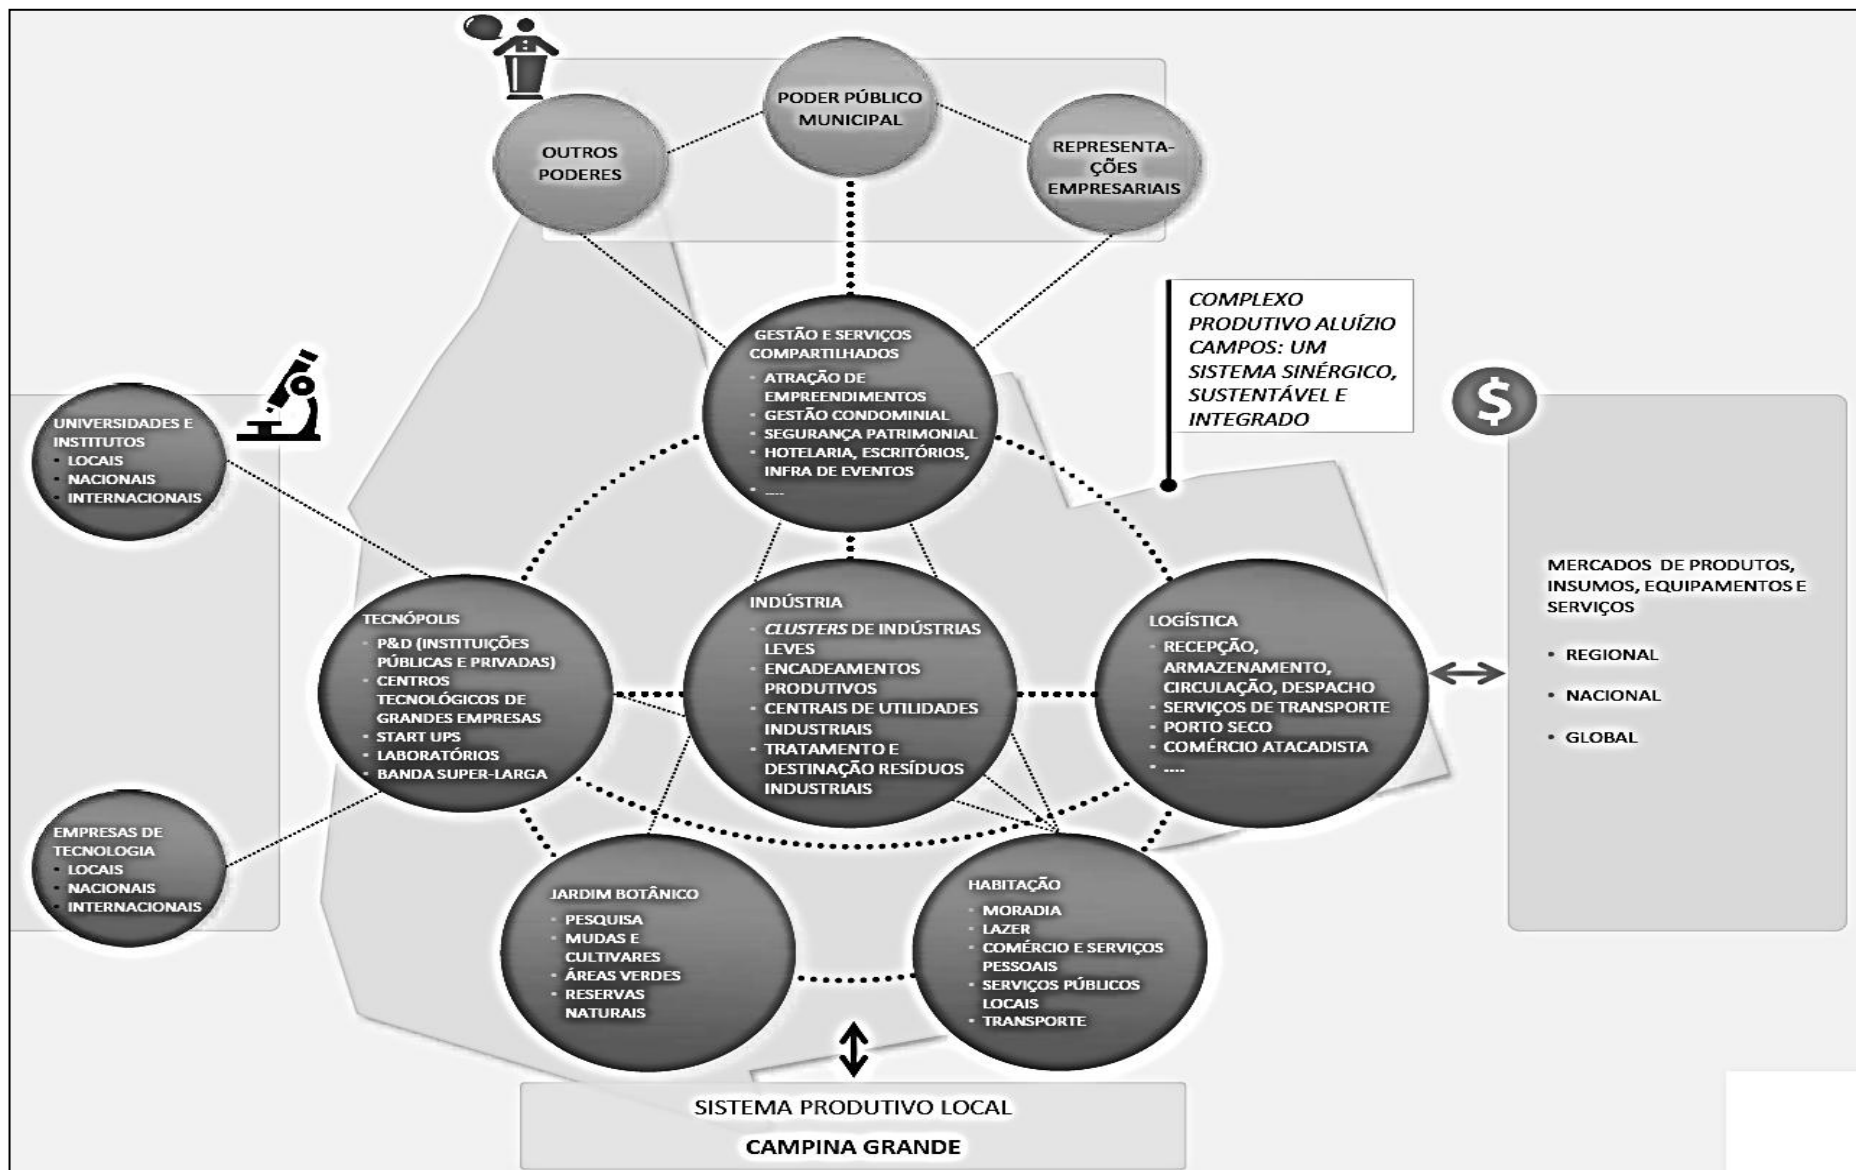 PODER PÚBLICO
MUNICIPAL
OUTROS
PODERES
REPRESENTA-
ÇÕES
EMPRESARIAIS
GESTÃO E SERVIÇOS
COMPARTILHADOS
• ATRAÇÃO DE
EMPREENDIMENTOS
• GESTÃO CONDOMINIAL
• SEGURANÇA PATRIMONIAL
• HOTELARIA, ESCRITÓRIOS,
INFRA DE EVENTOS
• ....
COMPLEXO
PRODUTIVO ALUÍZIO
CAMPOS: UM
SISTEMA SINÉRGICO,
SUSTENTÁVEL E
INTEGRADO
$
UNIVERSIDADES E
INSTITUTOS
• LOCAIS
• NACIONAIS
• INTERNACIONAIS
TECNÓPOLIS
• P&D (INSTITUIÇÕES
PÚBLICAS E PRIVADAS)
• CENTROS
TECNOLÓGICOS DE
GRANDES EMPRESAS
• START UPS
• LABORATÓRIOS
• BANDA SUPER-LARGA
INDÚSTRIA
• CLUSTERS DE INDÚSTRIAS
LEVES
• ENCADEAMENTOS
PRODUTIVOS
• CENTRAIS DE UTILIDADES
INDUSTRIAIS
• TRATAMENTO E
DESTINAÇÃO RESÍDUOS
INDUSTRIAIS
LOGÍSTICA
• RECEPÇÃO,
ARMAZENAMENTO,
CIRCULAÇÃO, DESPACHO
• SERVIÇOS DE TRANSPORTE
• PORTO SECO
• COMÉRCIO ATACADISTA
• ....
MERCADOS DE PRODUTOS,
INSUMOS, EQUIPAMENTOS E
SERVIÇOS
• REGIONAL
• NACIONAL
• GLOBAL
EMPRESAS DE
TECNOLOGIA
• LOCAIS
• NACIONAIS
• INTERNACIONAIS
JARDIM BOTÂNICO
• PESQUISA
• MUDAS E
CULTIVARES
• ÁREAS VERDES
• RESERVAS
NATURAIS
HABITAÇÃO
• MORADIA
• LAZER
• COMÉRCIO E SERVIÇOS
PESSOAIS
• SERVIÇOS PÚBLICOS
LOCAIS
• TRANSPORTE
SISTEMA PRODUTIVO LOCAL
CAMPINA GRANDE